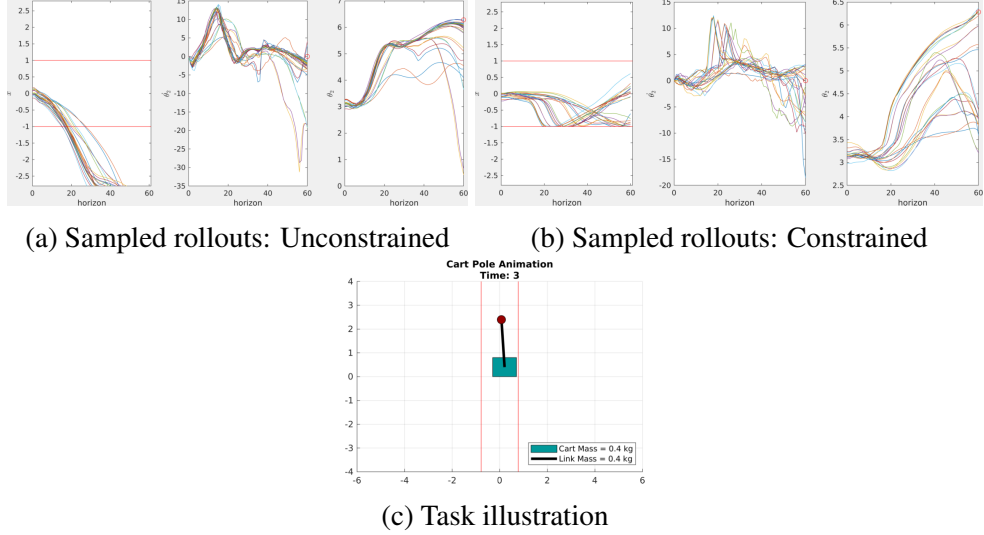 2.5
2
1.5
1
0.5
0
-0.5
-1
-1.5
-2
-2.5
x
0 20 40 60
horizon
15
10
5
0
-5
-10
-15
-20
-25
-30
-35
θ̇₂
0 20 40 60
horizon
7
6
5
4
3
2
1
0
θ₂
0 20 40 60
horizon
2.5
2
1.5
1
0.5
0
-0.5
-1
-1.5
-2
-2.5
x
0 20 40 60
horizon
15
10
5
0
-5
-10
-15
-20
θ̇₂
0 20 40 60
horizon
6.5
6
5.5
5
4.5
4
3.5
3
2.5
θ₂
0 20 40 60
horizon
(a) Sampled rollouts: Unconstrained
(b) Sampled rollouts: Constrained
Cart Pole Animation
Time: 3
4
3
2
1
0
-1
-2
-3
-4
-6 -4 -2 0 2 4 6
Cart Mass = 0.4 kg
Link Mass = 0.4 kg
(c) Task illustration